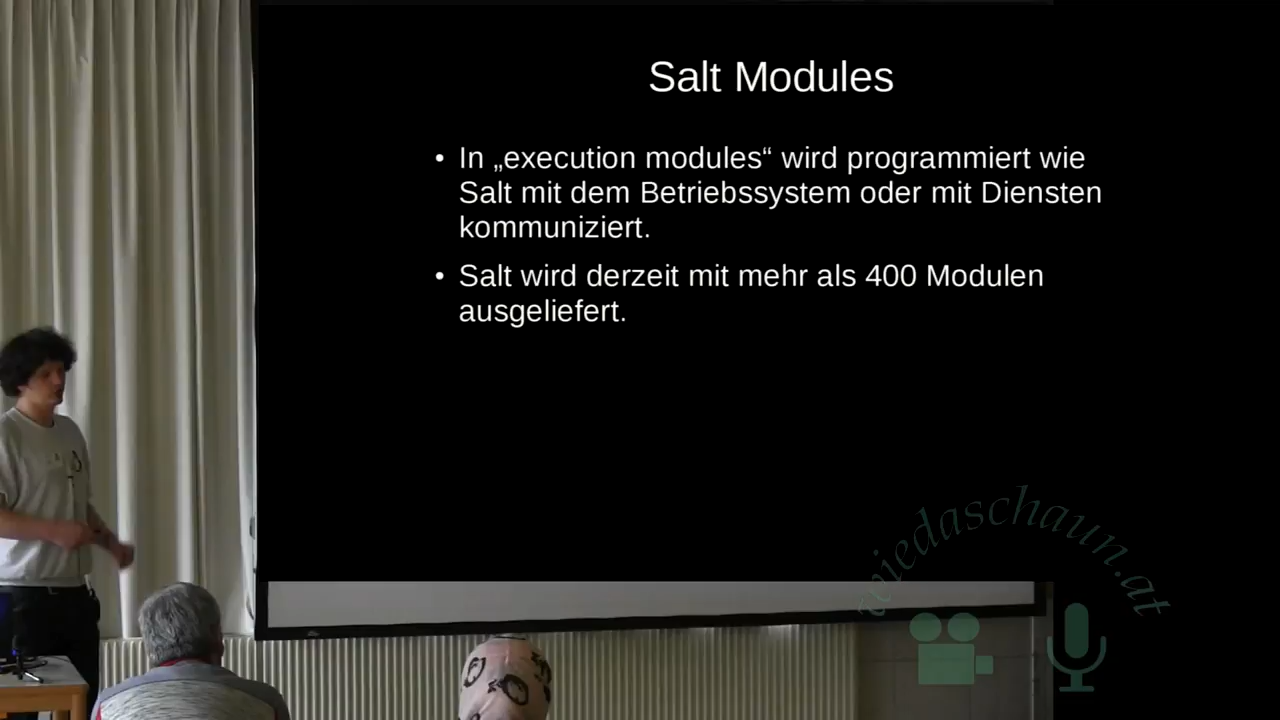 Salt Modules
• In „execution modules“ wird programmiert wie
Salt mit dem Betriebssystem oder mit Diensten
kommuniziert.
• Salt wird derzeit mit mehr als 400 Modulen
ausgeliefert.
wiedaschaun.at